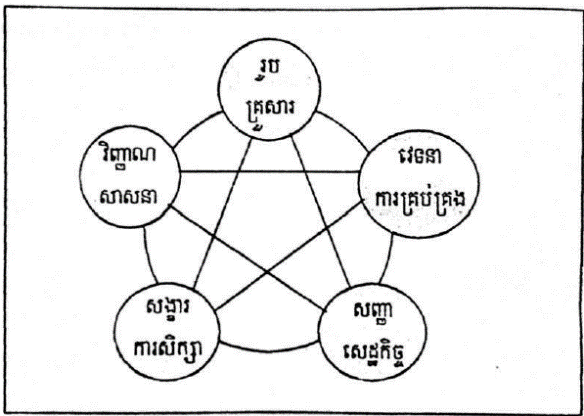 រូប
គ្រួសារ
វិញ្ញាណ
សាសនា
វេទនា
ការគ្រប់គ្រង
សង្ខារ
ការសិក្សា
សញ្ញា
សេដ្ឋកិច្ច